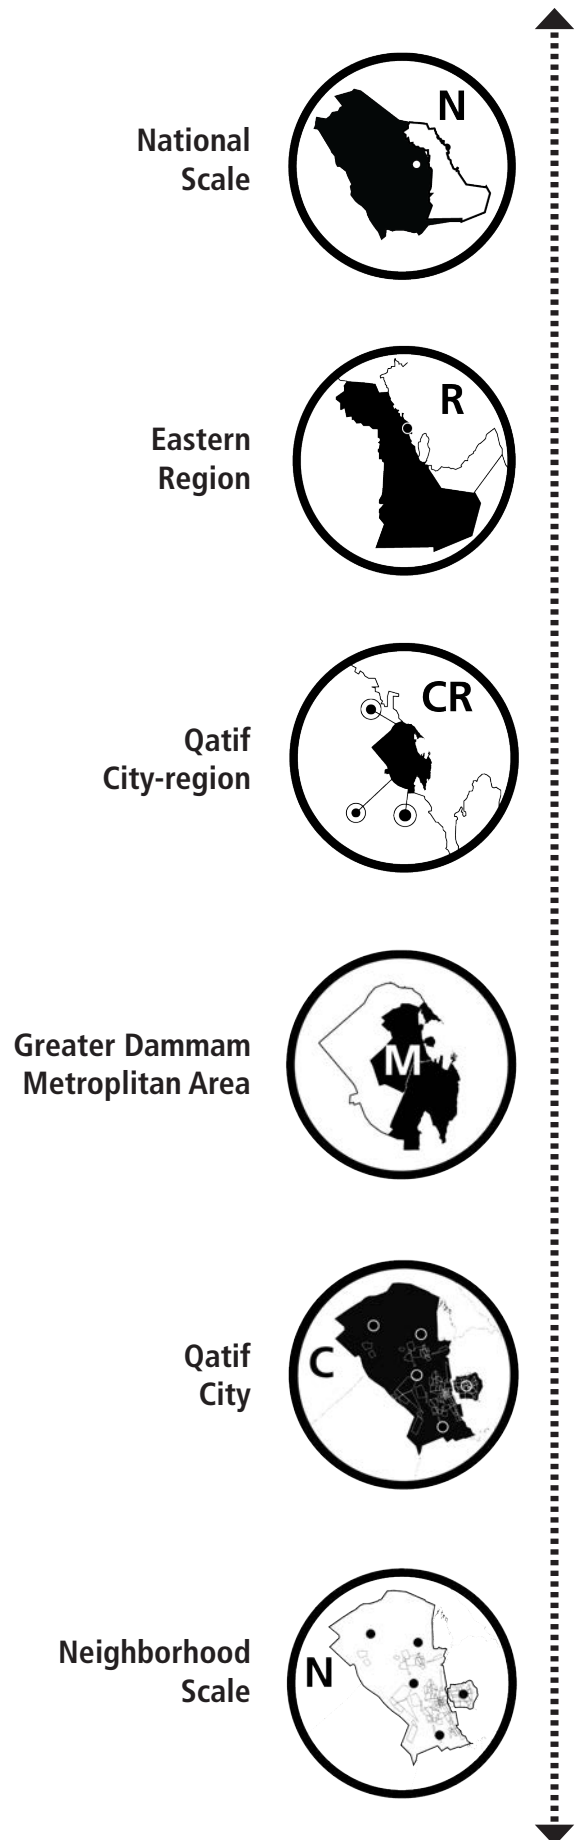 National
Scale
N
Eastern
Region
R
Qatif
City-region
CR
Greater Dammam
Metroplitan Area
M
Qatif
City
C
Neighborhood
Scale
N